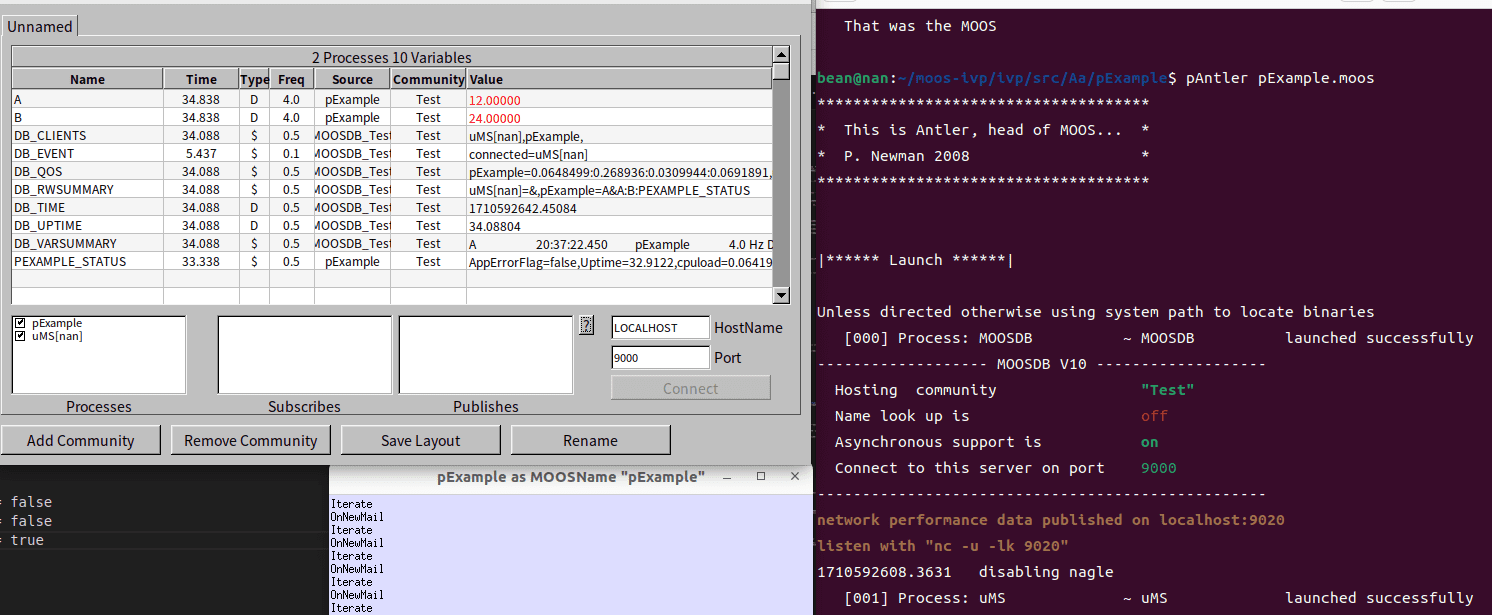 Unnamed
2 Processes 10 Variables
Name Time Type Freq Source Community Value
A 34.838 D 4.0 pExample Test 12.00000
B 34.838 D 4.0 pExample Test 24.00000
DB_CLIENTS 34.088 $ 0.5 MOOSDB_Test Test uMS[nan],pExample,
DB_EVENT 5.437 $ 0.1 MOOSDB_Test Test connected=uMS[nan]
DB_QOS 34.088 $ 0.5 MOOSDB_Test Test pExample=0.0648499:0.268936:0.0309944:0.0691891,
DB_RWSUMMARY 34.088 $ 0.5 MOOSDB_Test Test uMS[nan]=&,pExample=A&A:B:PEXAMPLE_STATUS
DB_TIME 34.088 D 0.5 MOOSDB_Test Test 1710592642.45084
DB_UPTIME 34.088 D 0.5 MOOSDB_Test Test 34.08804
DB_VARSUMMARY 34.088 $ 0.5 MOOSDB_Test Test A 20:37:22.450 pExample 4.0 Hz D
PEXAMPLE_STATUS 33.338 $ 0.5 pExample Test AppErrorFlag=false,Uptime=32.9122,cpuload=0.06419
pExample
uMS[nan]
Processes
Subscribes
Publishes
?
LOCALHOST HostName
9000 Port
Connect
Add Community
Remove Community
Save Layout
Rename
= false
= false
= true
pExample as MOOSName "pExample"
Iterate
OnNewMail
Iterate
OnNewMail
Iterate
OnNewMail
Iterate
OnNewMail
Iterate
That was the MOOS
bean@nan:~/moos-ivp/ivp/src/Aa/pExample$ pAntler pExample.moos
*************************************
* This is Antler, head of MOOS... *
* P. Newman 2008 *
*************************************
|****** Launch ******|
Unless directed otherwise using system path to locate binaries
[000] Process: MOOSDB ~ MOOSDB launched successfully
------------------- MOOSDB V10 -------------------
Hosting community "Test"
Name look up is off
Asynchronous support is on
Connect to this server on port 9000
--------------------------------------------------
network performance data published on localhost:9020
listen with "nc -u -lk 9020"
1710592608.3631 disabling nagle
[001] Process: uMS ~ uMS launched successfully